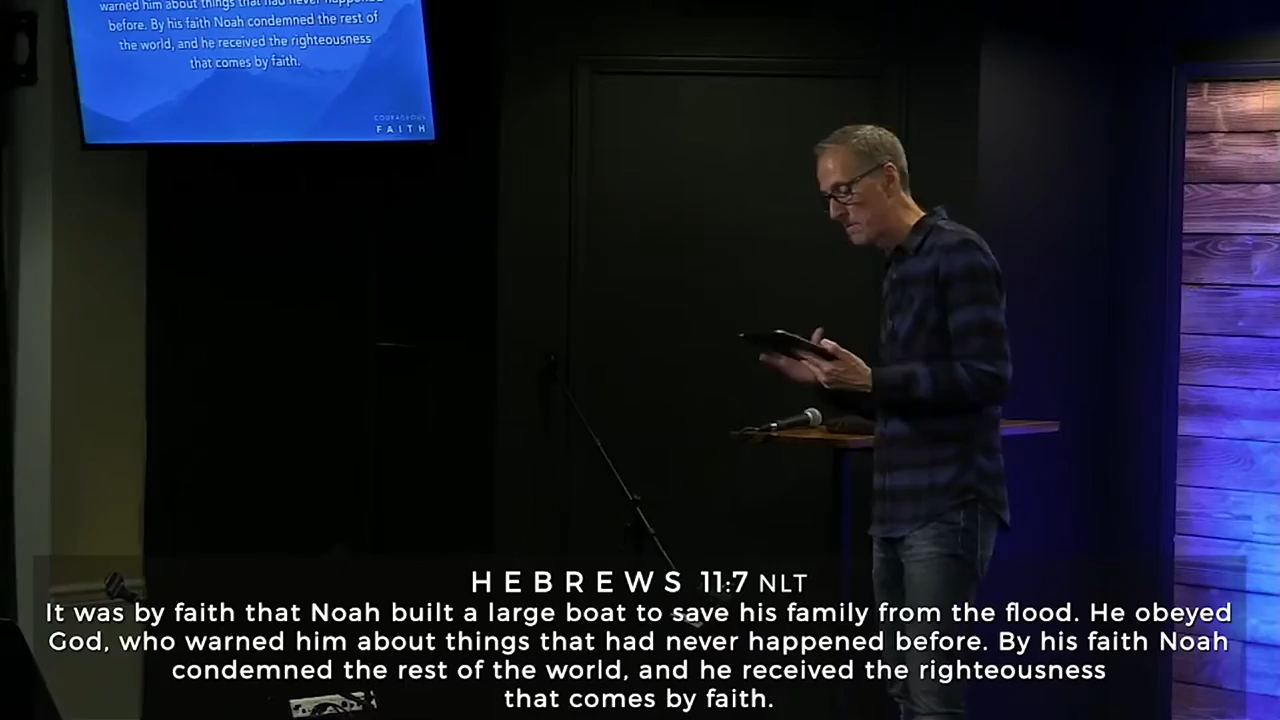 warned him about things that had never happened
before. By his faith Noah condemned the rest of
the world, and he received the righteousness
that comes by faith.
COURAGEOUS
FAITH
HEBREWS 11:7 NLT
It was by faith that Noah built a large boat to save his family from the flood. He obeyed
God, who warned him about things that had never happened before. By his faith Noah
condemned the rest of the world, and he received the righteousness
that comes by faith.